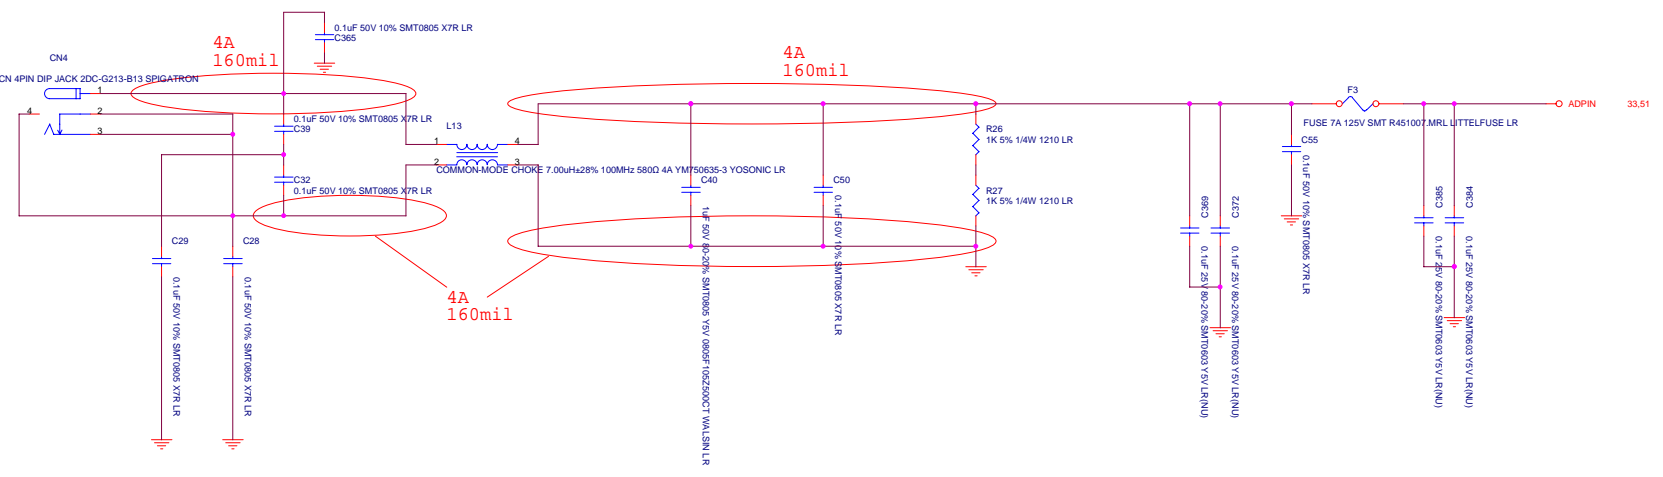 0.1uF 50V 10% SMT0805 X7R LR
C365
4A
160mil
CN4
CN 4PIN DIP JACK 2DC-G213-B13 SPIGATRON
1
4
2
3
0.1uF 50V 10% SMT0805 X7R LR
C39
C32
0.1uF 50V 10% SMT0805 X7R LR
C29
0.1uF 50V 10% SMT0805 X7R LR
C28
0.1uF 50V 10% SMT0805 X7R LR
L13
1
4
2
3
COMMON-MODE CHOKE 7.00uH±28% 100MHz 580Ω 4A YM750635-3 YOSONIC LR
4A
160mil
4A
160mil
C40
1uF 50V 80-20% SMT0805 Y5V 0805F105Z500CT WALSIN LR
C50
0.1uF 50V 10% SMT0805 X7R LR
R26
1K 5% 1/4W 1210 LR
R27
1K 5% 1/4W 1210 LR
C369
0.1uF 25V 80-20% SMT0603 Y5V LR(NU)
C372
0.1uF 25V 80-20% SMT0603 Y5V LR(NU)
C55
0.1uF 50V 10% SMT0805 X7R LR
F3
FUSE 7A 125V SMT R451007.MRL LITTELFUSE LR
C385
0.1uF 25V 80-20% SMT0603 Y5V LR(NU)
C384
0.1uF 25V 80-20% SMT0603 Y5V LR(NU)
ADPIN
33,51